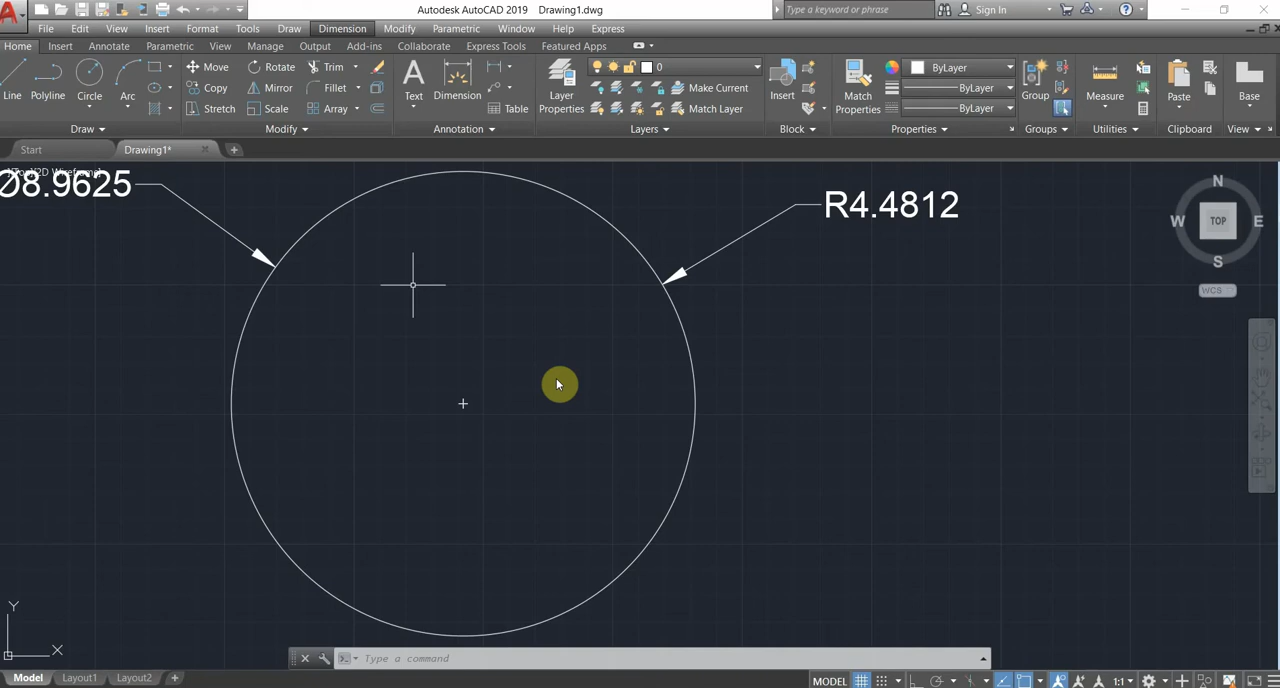 Autodesk AutoCAD 2019 Drawing1.dwg Type a keyword or phrase Sign In
File Edit View Insert Format Tools Draw Dimension Modify Parametric Window Help Express
Home Insert Annotate Parametric View Manage Output Add-ins Collaborate Express Tools Featured Apps
Line Polyline Circle Arc Move Rotate Trim Text Dimension Layer Properties 0 Insert Match Properties ByLayer Group Measure Paste Base
Copy Mirror Fillet Make Current ByLayer
Stretch Scale Array Table Match Layer ByLayer
Draw Modify Annotation Layers Block Properties Groups Utilities Clipboard View
Start Drawing1*
Ø8.9625
R4.4812
N
W TOP E
S
WCS
Y
X
Type a command
Model Layout1 Layout2 MODEL 1:1